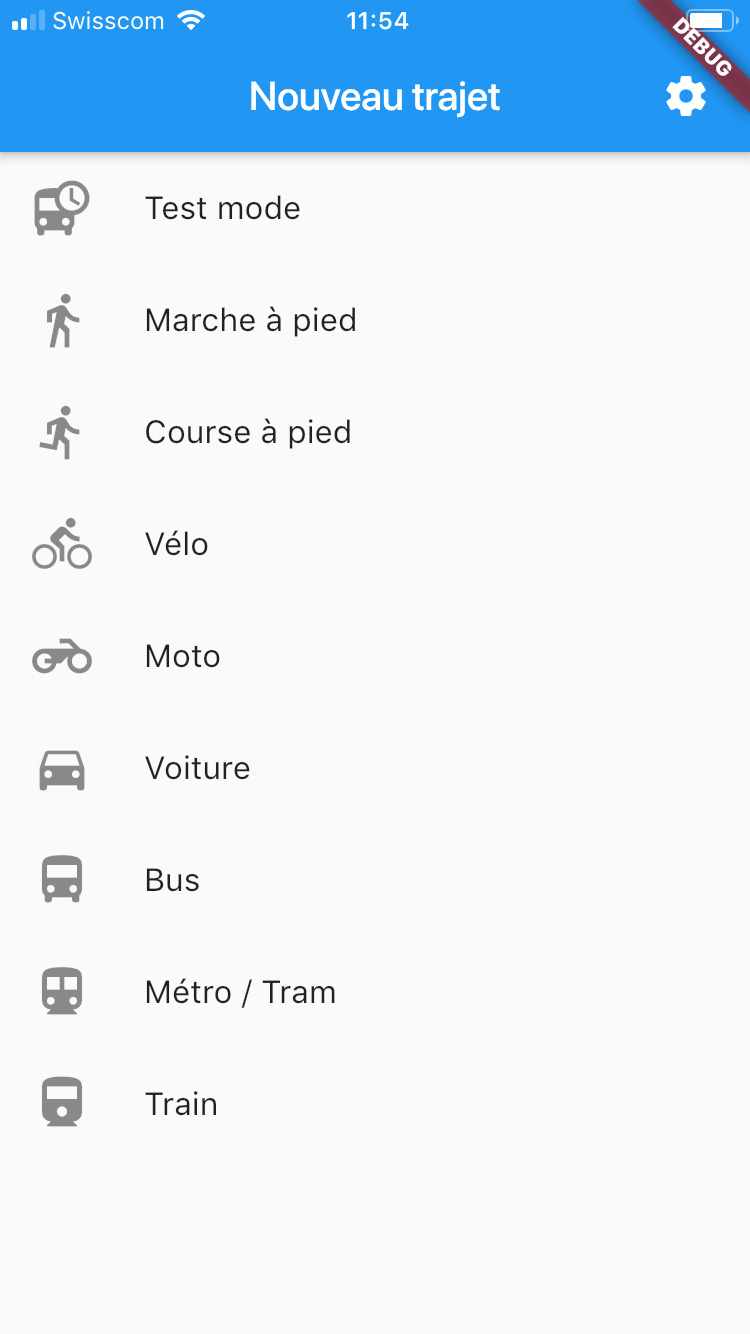 Swisscom 11:54
DEBUG
Nouveau trajet
Test mode
Marche à pied
Course à pied
Vélo
Moto
Voiture
Bus
Métro / Tram
Train